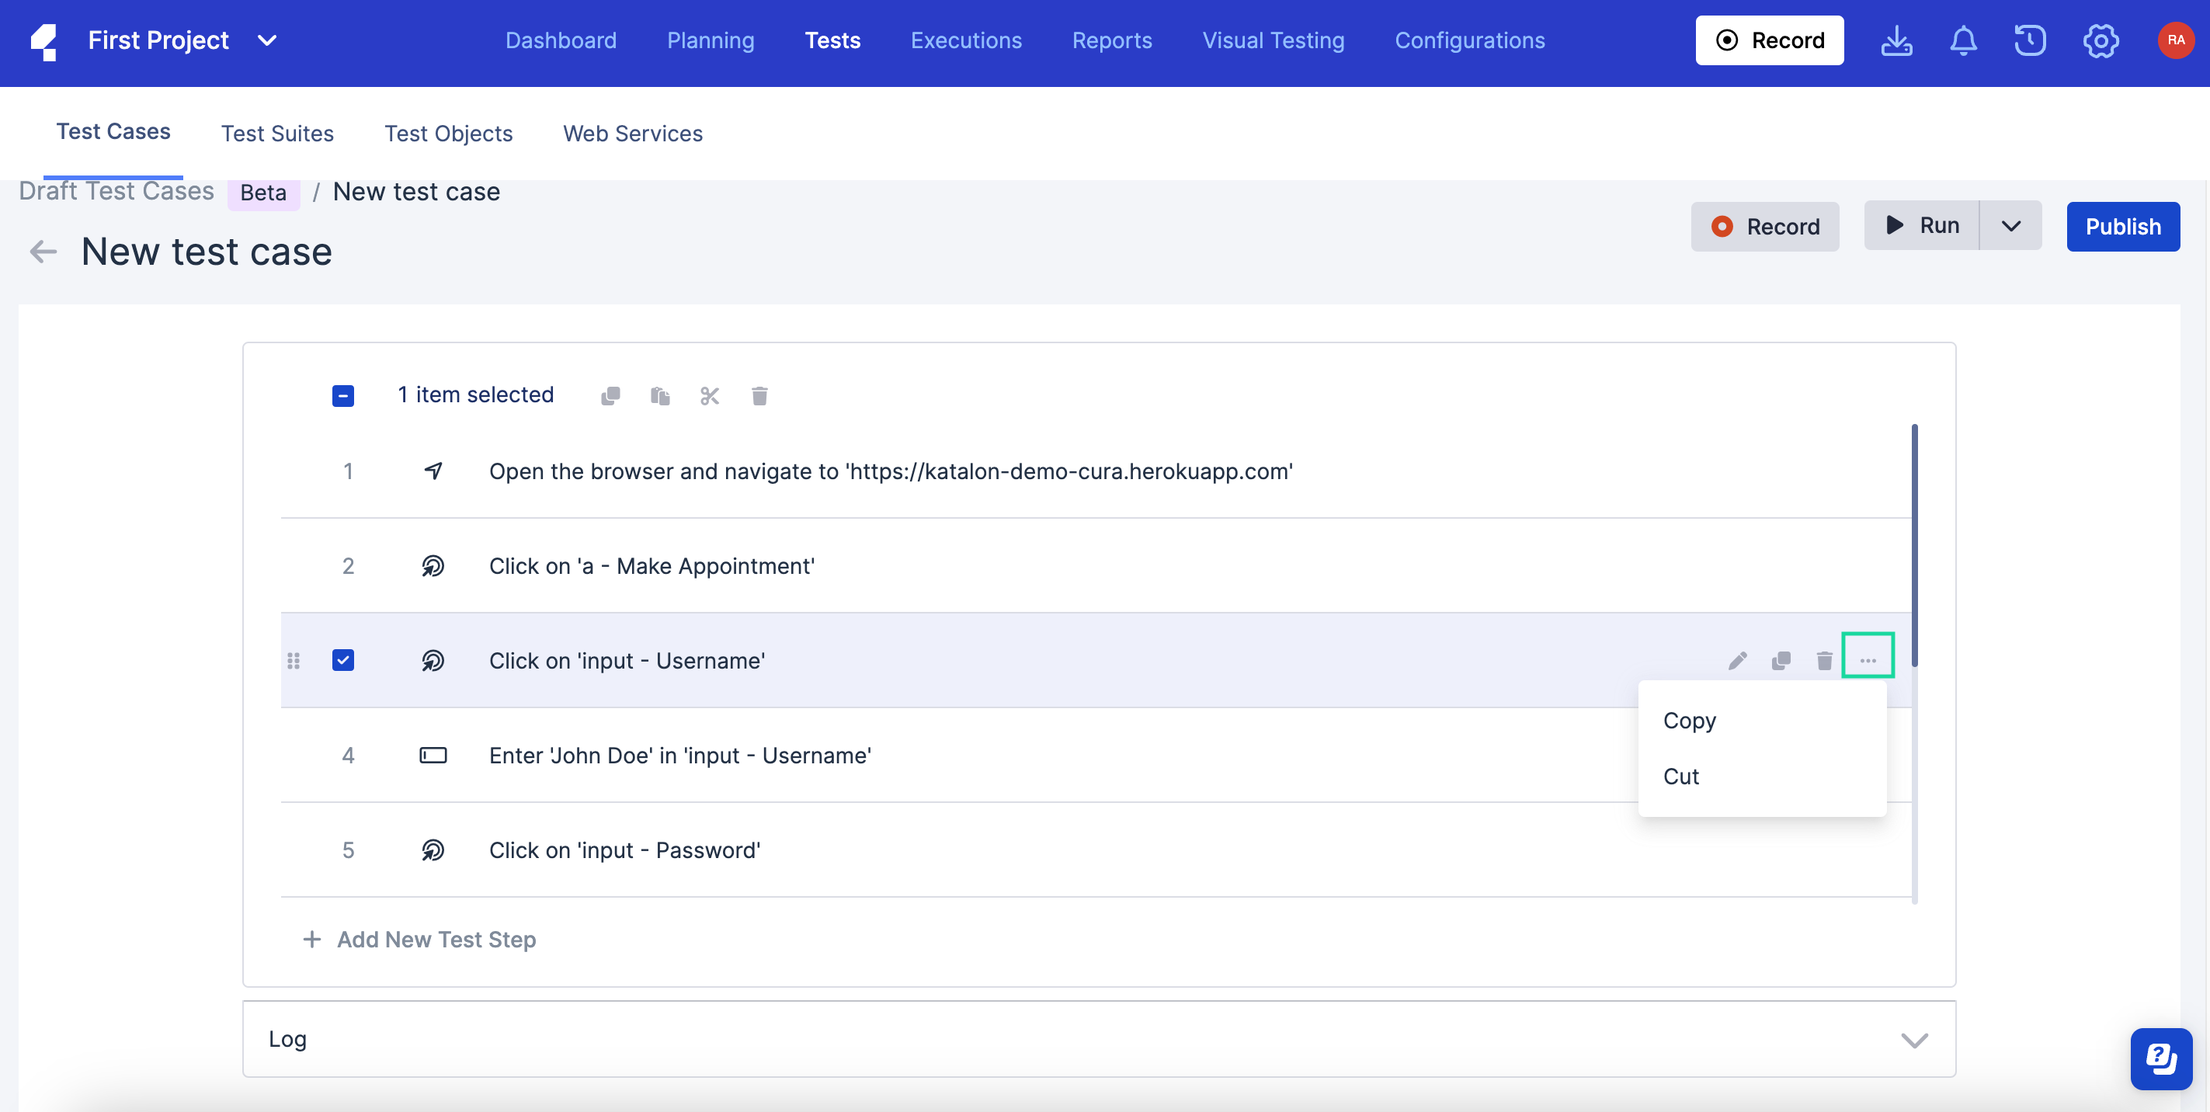 First Project
Dashboard Planning Tests Executions Reports Visual Testing Configurations
Record
RA
Test Cases Test Suites Test Objects Web Services
Draft Test Cases Beta / New test case
New test case
Record Run Publish
1 item selected
1 Open the browser and navigate to 'https://katalon-demo-cura.herokuapp.com'
2 Click on 'a - Make Appointment'
Click on 'input - Username'
Copy
Cut
4 Enter 'John Doe' in 'input - Username'
5 Click on 'input - Password'
+ Add New Test Step
Log